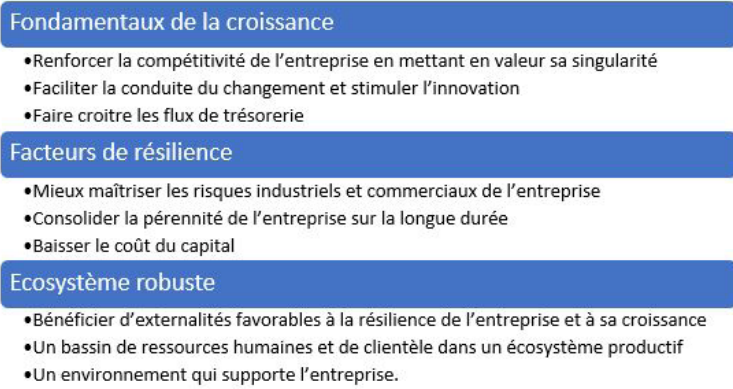 Fondamentaux de la croissance
•Renforcer la compétitivité de l’entreprise en mettant en valeur sa singularité
•Faciliter la conduite du changement et stimuler l’innovation
•Faire croitre les flux de trésorerie
Facteurs de résilience
•Mieux maîtriser les risques industriels et commerciaux de l’entreprise
•Consolider la pérennité de l’entreprise sur la longue durée
•Baisser le coût du capital
Ecosystème robuste
•Bénéficier d’externalités favorables à la résilience de l’entreprise et à sa croissance
•Un bassin de ressources humaines et de clientèle dans un écosystème productif
•Un environnement qui supporte l’entreprise.